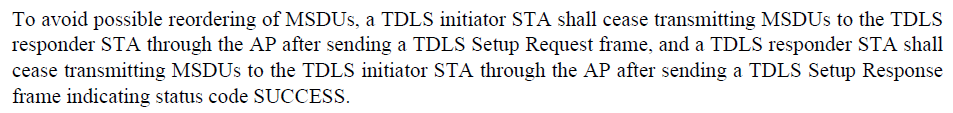 To avoid possible reordering of MSDUs, a TDLS initiator STA shall cease transmitting MSDUs to the TDLS
responder STA through the AP after sending a TDLS Setup Request frame, and a TDLS responder STA shall
cease transmitting MSDUs to the TDLS initiator STA through the AP after sending a TDLS Setup Response
frame indicating status code SUCCESS.